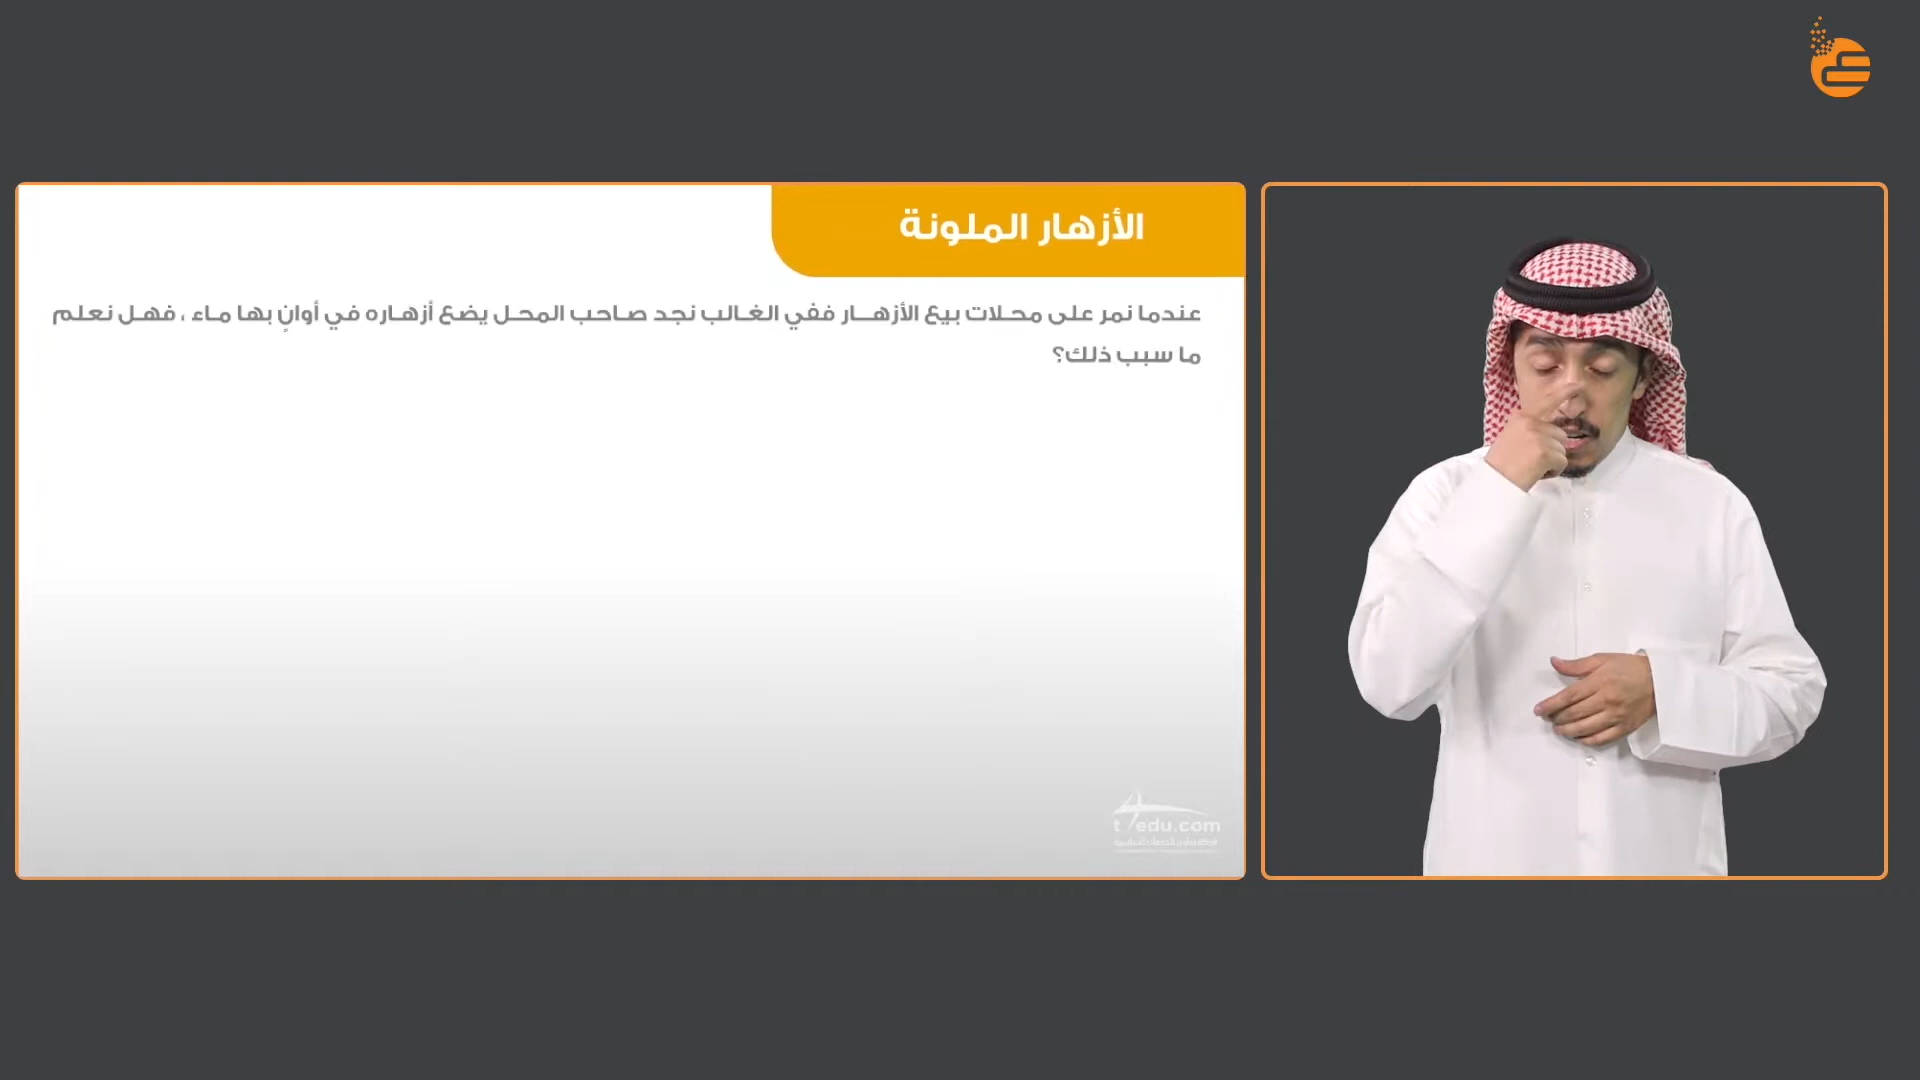 الأزهار الملونة
عندما نمر على محلات بيع الأزهار ففي الغالب نجد صاحب المحل يضع أزهاره في أوانٍ بها ماء ، فهل نعلم
ما سبب ذلك؟
t4edu.com